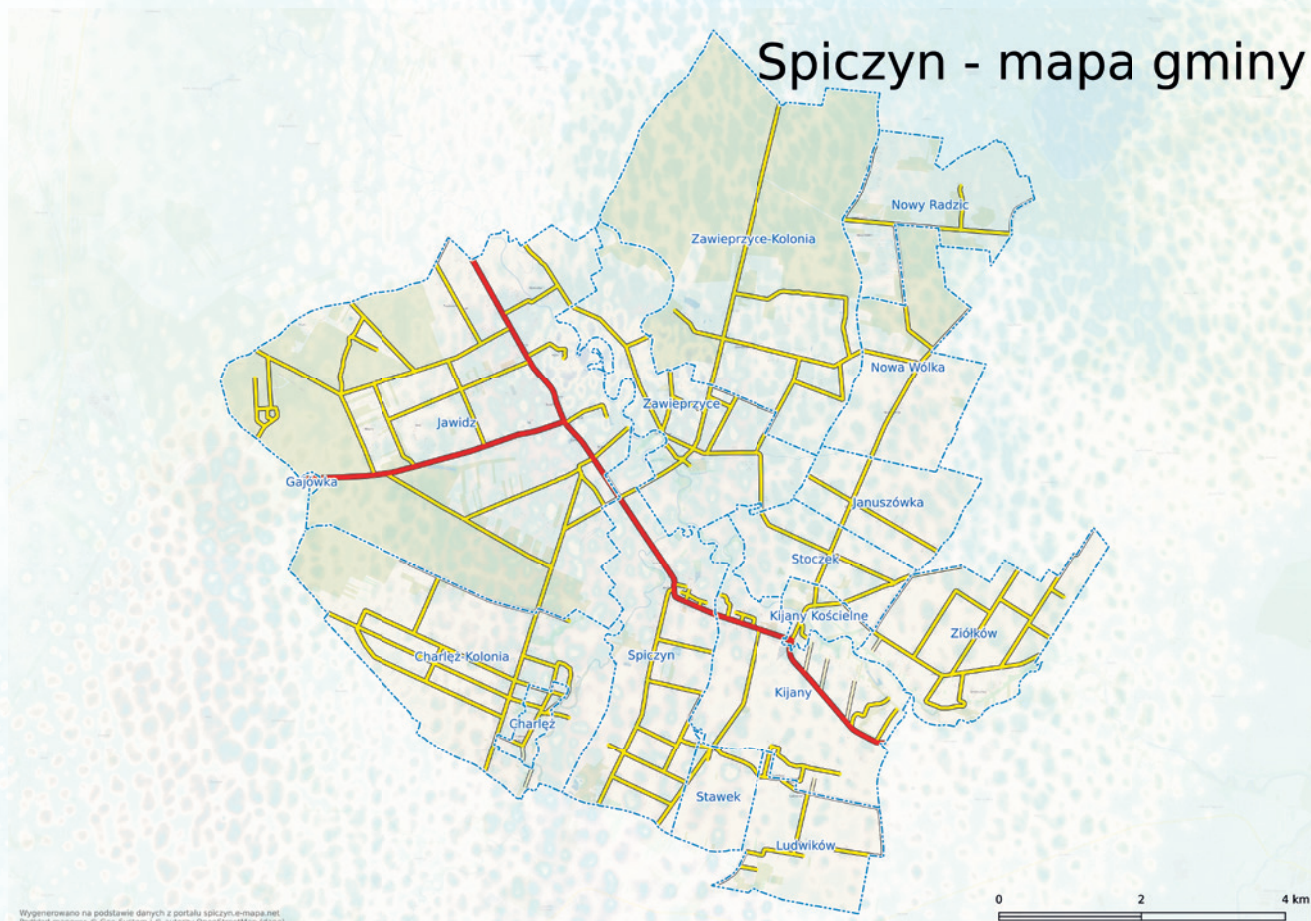 Spiczyn - mapa gminy
Nowy Radzic
Zawieprzyce-Kolonia
Nowa Wólka
Zawieprzyce
Jawidz
Gajówka
Januszówka
Stoczek
Kijany Kościelne
Ziółków
Spiczyn
Charlęż-Kolonia
Kijany
Charlęż
Stawek
Ludwików
0 2 4 km
Wygenerowano na podstawie danych z portalu spiczyn.e-mapa.net